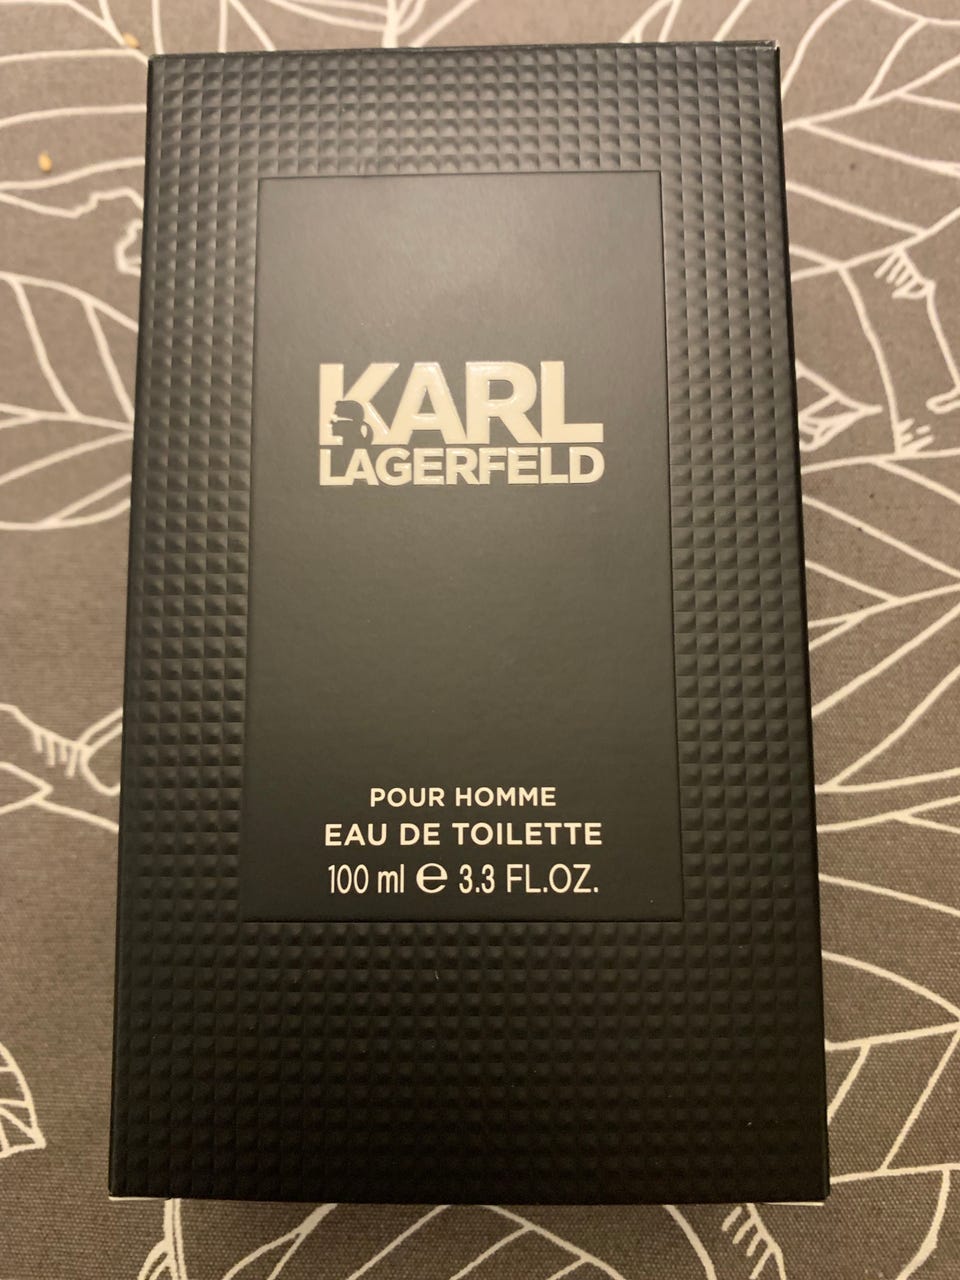 KARL
LAGERFELD
POUR HOMME
EAU DE TOILETTE
100 ml ℮ 3.3 FL.OZ.